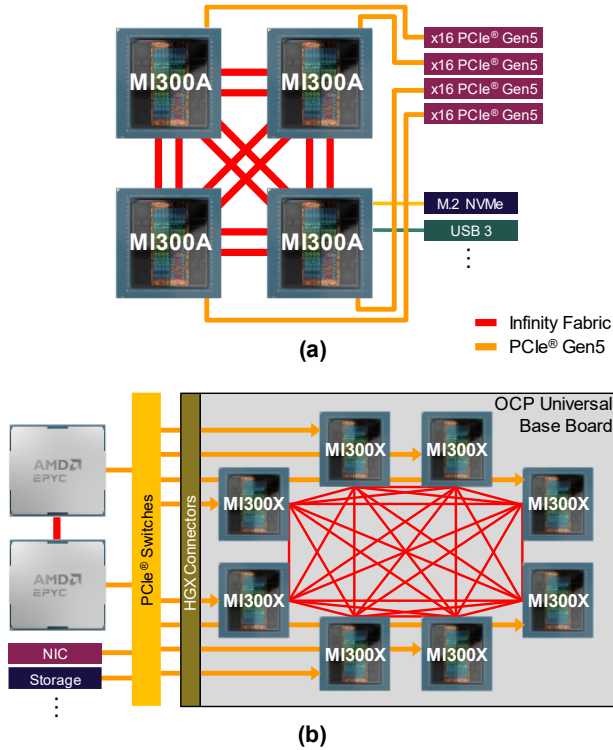 MI300A
MI300A
x16 PCIe® Gen5
x16 PCIe® Gen5
x16 PCIe® Gen5
x16 PCIe® Gen5
MI300A
MI300A
M.2 NVMe
USB 3
⋮
Infinity Fabric
PCIe® Gen5
(a)
OCP Universal
Base Board
AMD
EPYC
AMD
EPYC
NIC
Storage
⋮
PCIe® Switches
HGX Connectors
MI300X
MI300X
MI300X
MI300X
MI300X
MI300X
MI300X
MI300X
(b)